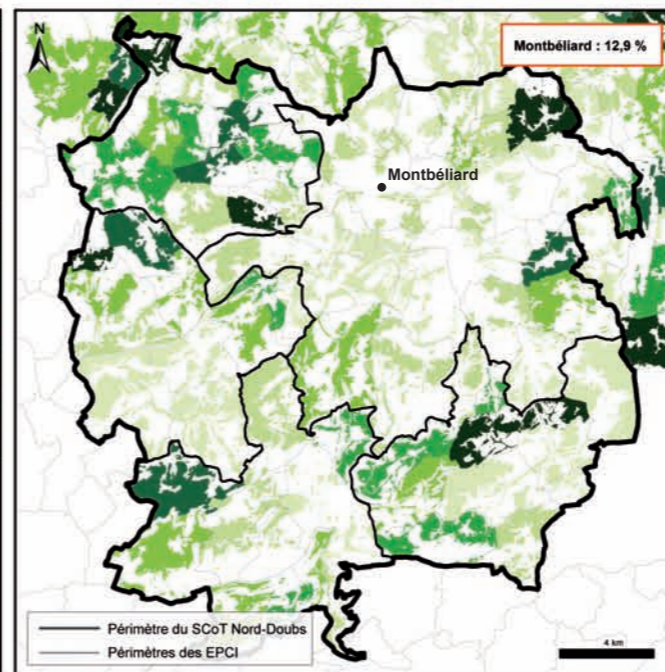 N
Montbéliard : 12,9 %
Montbéliard
Périmètre du SCoT Nord-Doubs
Périmètres des EPCI
4 km